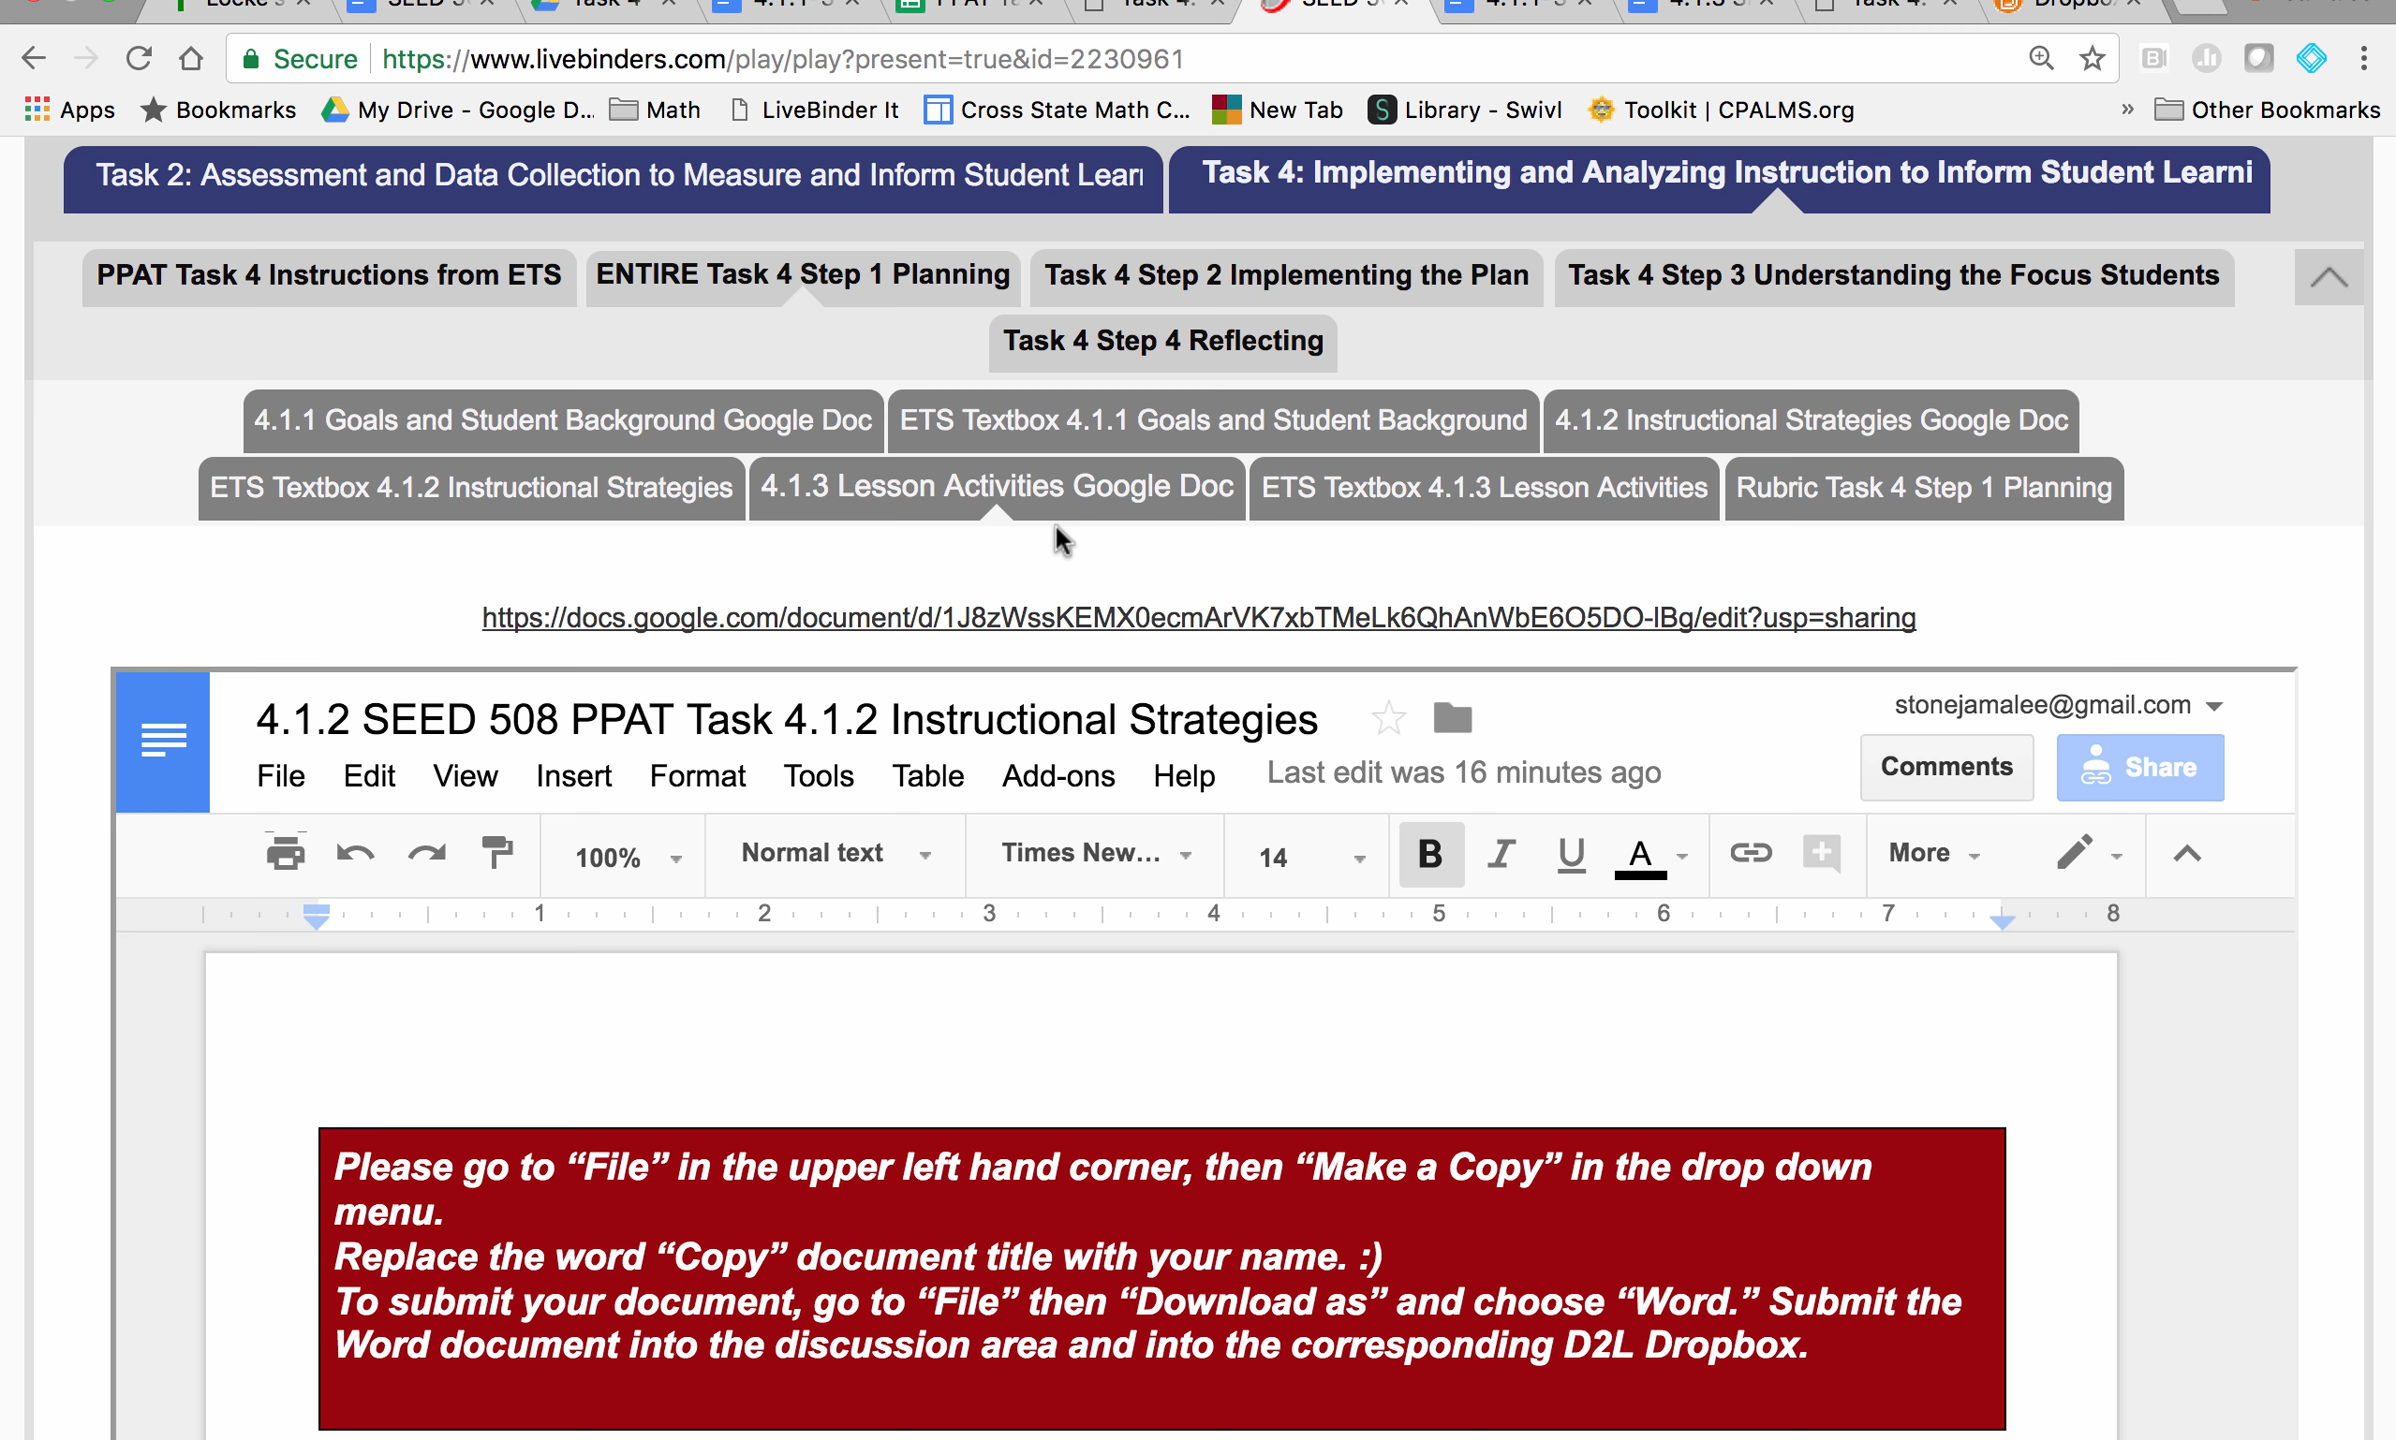 Secure https://www.livebinders.com/play/play?present=true&id=2230961
Apps Bookmarks My Drive - Google D... Math LiveBinder It Cross State Math C... New Tab Library - Swivl Toolkit | CPALMS.org » Other Bookmarks
Task 2: Assessment and Data Collection to Measure and Inform Student Lear Task 4: Implementing and Analyzing Instruction to Inform Student Learni
PPAT Task 4 Instructions from ETS ENTIRE Task 4 Step 1 Planning Task 4 Step 2 Implementing the Plan Task 4 Step 3 Understanding the Focus Students
Task 4 Step 4 Reflecting
4.1.1 Goals and Student Background Google Doc ETS Textbox 4.1.1 Goals and Student Background 4.1.2 Instructional Strategies Google Doc
ETS Textbox 4.1.2 Instructional Strategies 4.1.3 Lesson Activities Google Doc ETS Textbox 4.1.3 Lesson Activities Rubric Task 4 Step 1 Planning
https://docs.google.com/document/d/1J8zWssKEMX0ecmArVK7xbTMeLk6QhAnWbE6O5DO-lBg/edit?usp=sharing
stonejamalee@gmail.com
4.1.2 SEED 508 PPAT Task 4.1.2 Instructional Strategies
File Edit View Insert Format Tools Table Add-ons Help Last edit was 16 minutes ago Comments Share
100% Normal text Times New... 14 B I U A More
1 2 3 4 5 6 7 8
Please go to “File” in the upper left hand corner, then “Make a Copy” in the drop down
menu.
Replace the word “Copy” document title with your name. :)
To submit your document, go to “File” then “Download as” and choose “Word.” Submit the
Word document into the discussion area and into the corresponding D2L Dropbox.